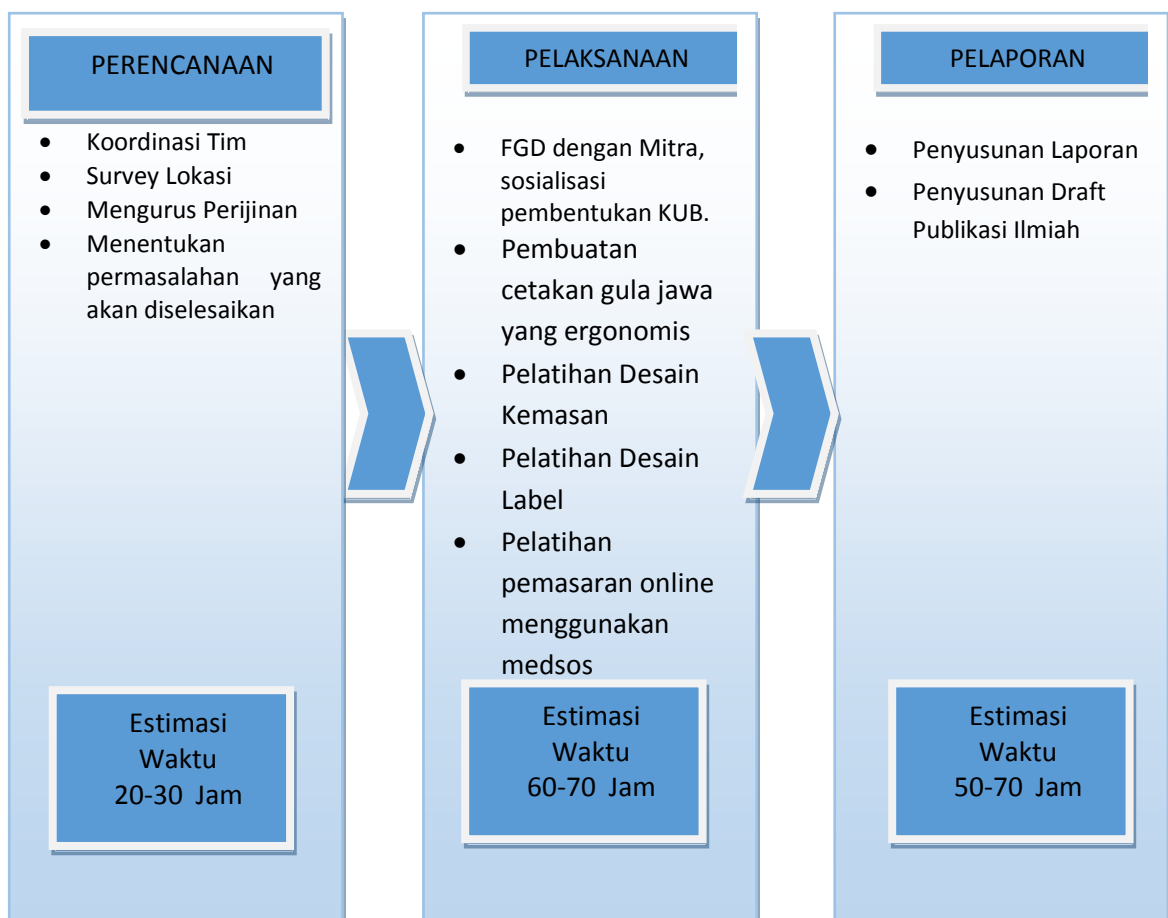 PERENCANAAN
• Koordinasi Tim
• Survey Lokasi
• Mengurus Perijinan
• Menentukan
permasalahan yang
akan diselesaikan
Estimasi
Waktu
20-30 Jam
PELAKSANAAN
• FGD dengan Mitra,
sosialisasi
pembentukan KUB.
• Pembuatan
cetakan gula jawa
yang ergonomis
• Pelatihan Desain
Kemasan
• Pelatihan Desain
Label
• Pelatihan
pemasaran online
menggunakan
medsos
Estimasi
Waktu
60-70 Jam
PELAPORAN
• Penyusunan Laporan
• Penyusunan Draft
Publikasi Ilmiah
Estimasi
Waktu
50-70 Jam